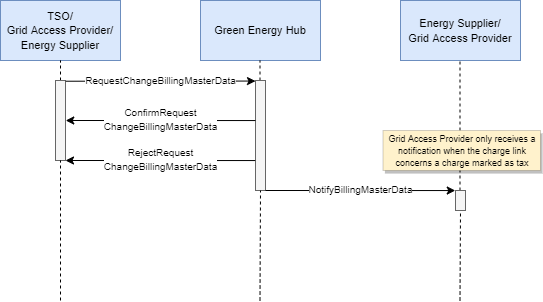 TSO/
Grid Access Provider/
Energy Supplier
Green Energy Hub
Energy Supplier/
Grid Access Provider
RequestChangeBillingMasterData
ConfirmRequest
ChangeBillingMasterData
RejectRequest
ChangeBillingMasterData
Grid Access Provider only receives a
notification when the charge link
concerns a charge marked as tax
NotifyBillingMasterData